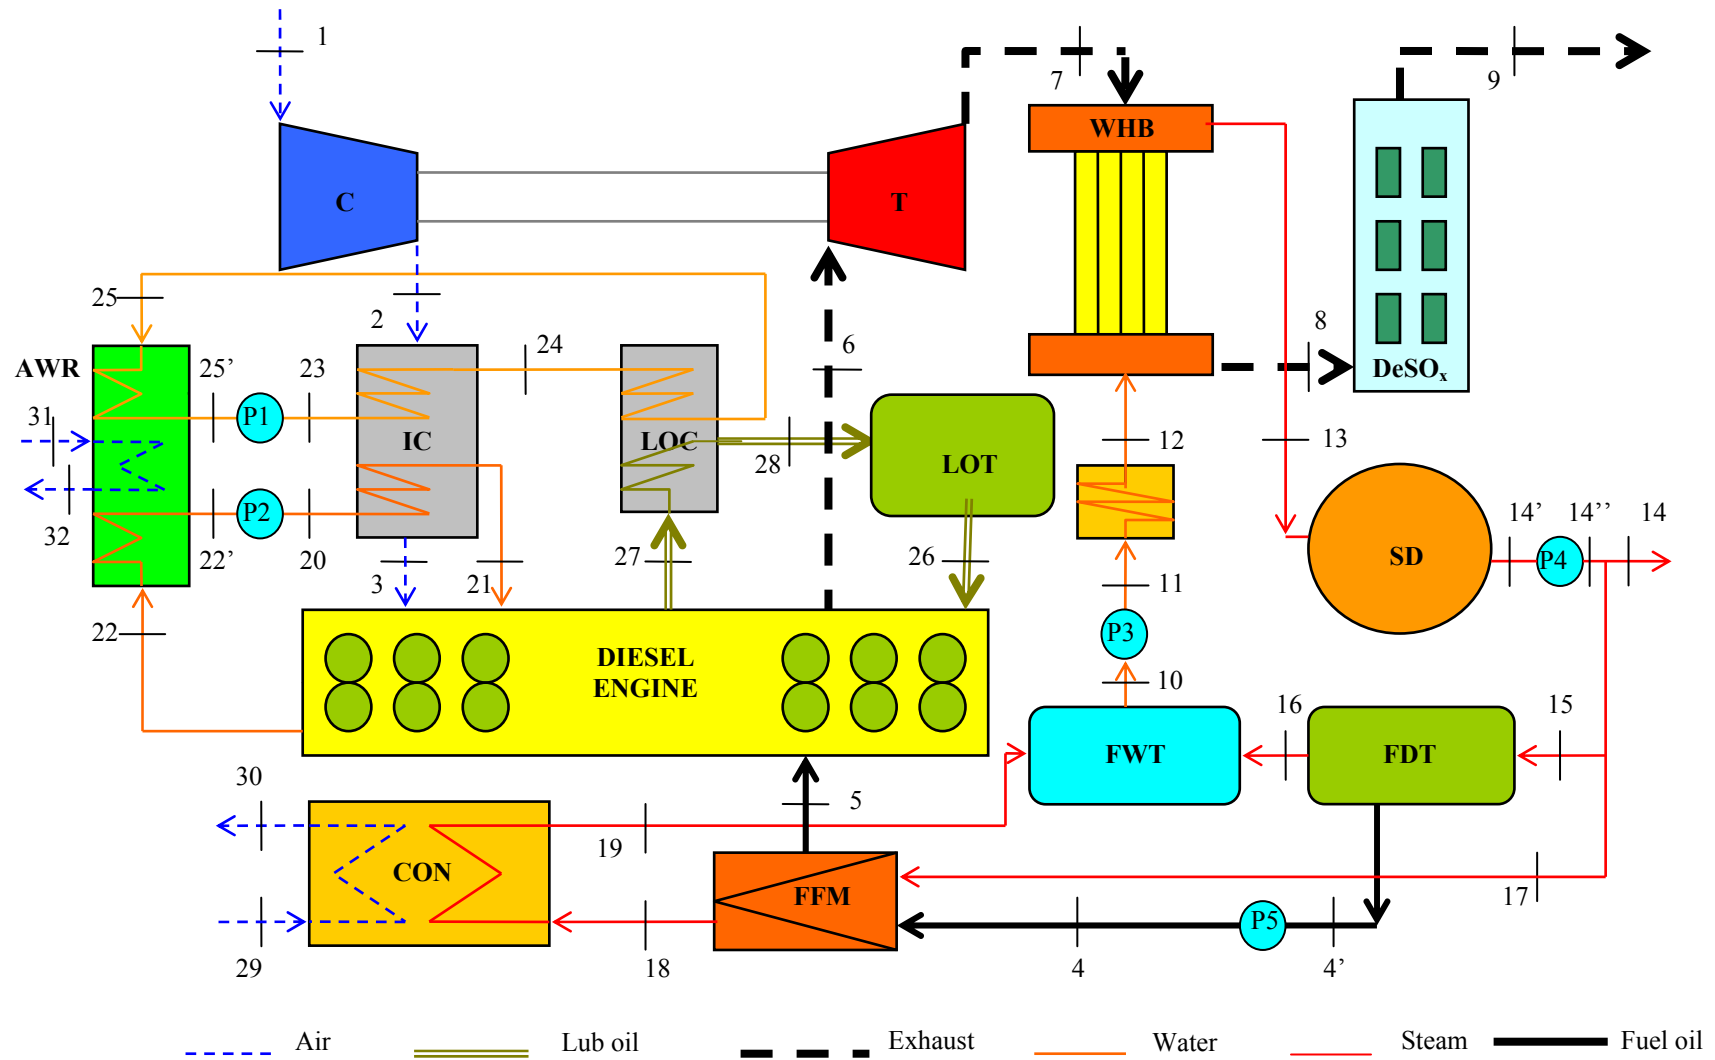 1
7
9
WHB
C
T
25
2
24
6
8
DeSOx
AWR
25’
23
31
P1
IC
LOC
28
LOT
12
13
32
22’
P2
20
3
21
27
26
11
SD
14’
14’’
14
P4
22
P3
DIESEL
ENGINE
10
16
15
FWT
FDT
30
5
19
CON
FFM
17
P5
29
18
4
4’
Air
Lub oil
Exhaust
Water
Steam
Fuel oil